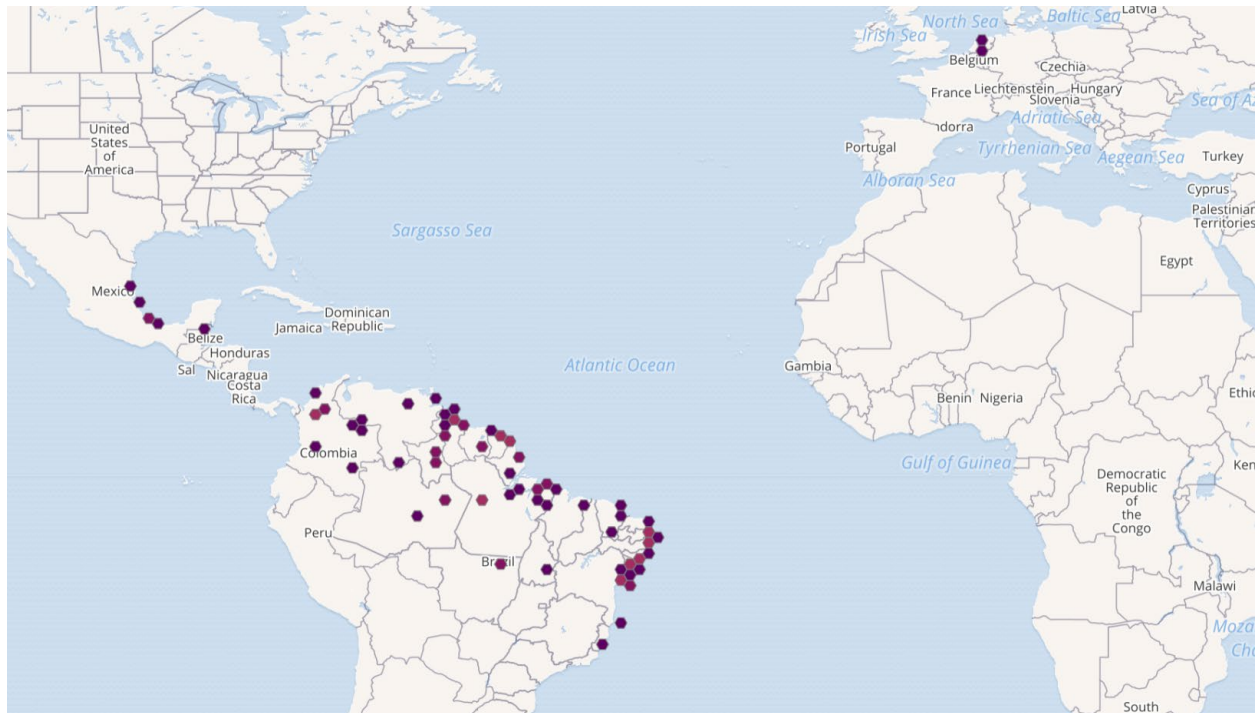 Latvia
North Sea
Baltic Sea
Irish Sea
Belgium
Czechia
France
Liechtenstein
Hungary
Slovenia
Sea of A
ndorra
Adriatic Sea
Portugal
Tyrrhenian Sea
Aegean Sea
Turkey
Alboran Sea
Cyprus
Palestinian
Territories
United
States
of
America
Sargasso Sea
Egypt
Mexico
Dominican
Republic
Jamaica
Belize
Honduras
Sal
Nicaragua
Costa
Rica
Atlantic Ocean
Gambia
Benin
Nigeria
Ethio
Colombia
Gulf of Guinea
Ken
Democratic
Republic
of
the
Congo
Peru
Brazil
Malawi
Moza
Cha
South